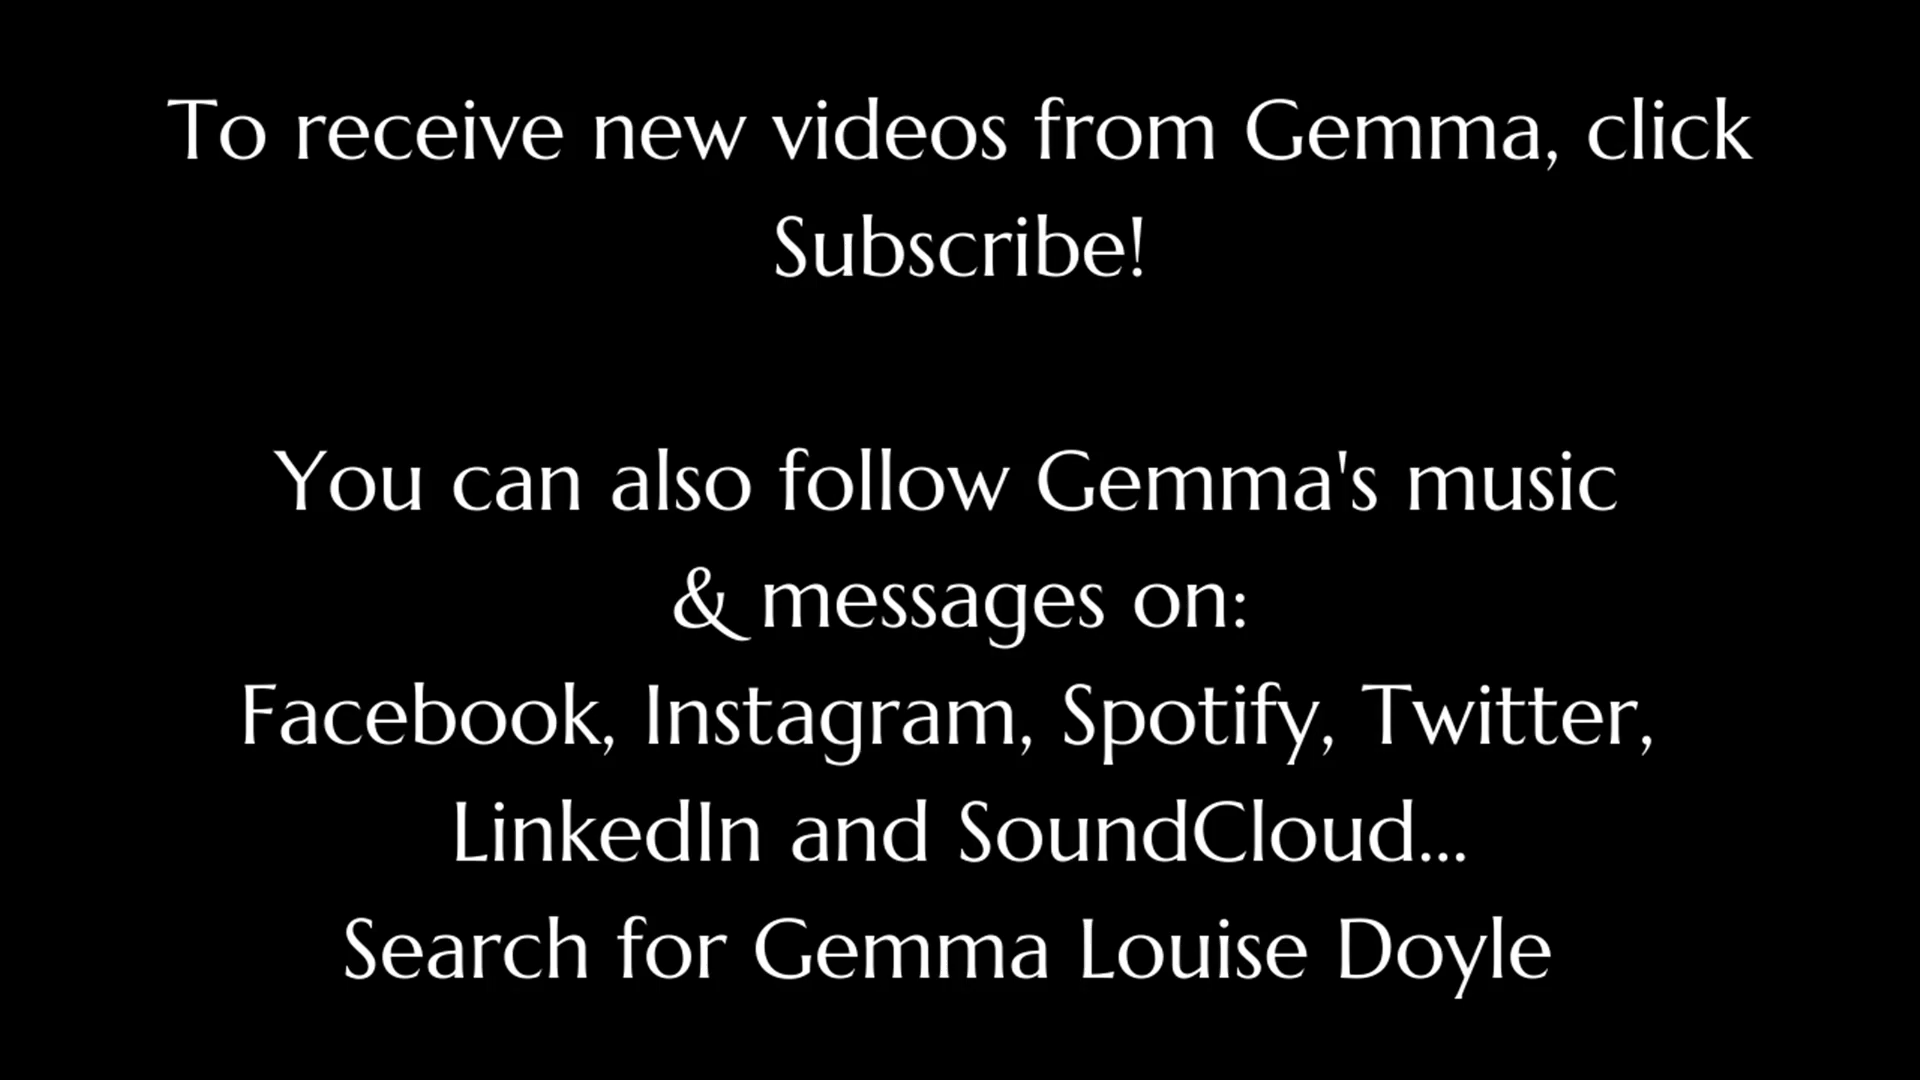 To receive new videos from Gemma, click
Subscribe!
You can also follow Gemma's music
& messages on:
Facebook, Instagram, Spotify, Twitter,
LinkedIn and SoundCloud...
Search for Gemma Louise Doyle